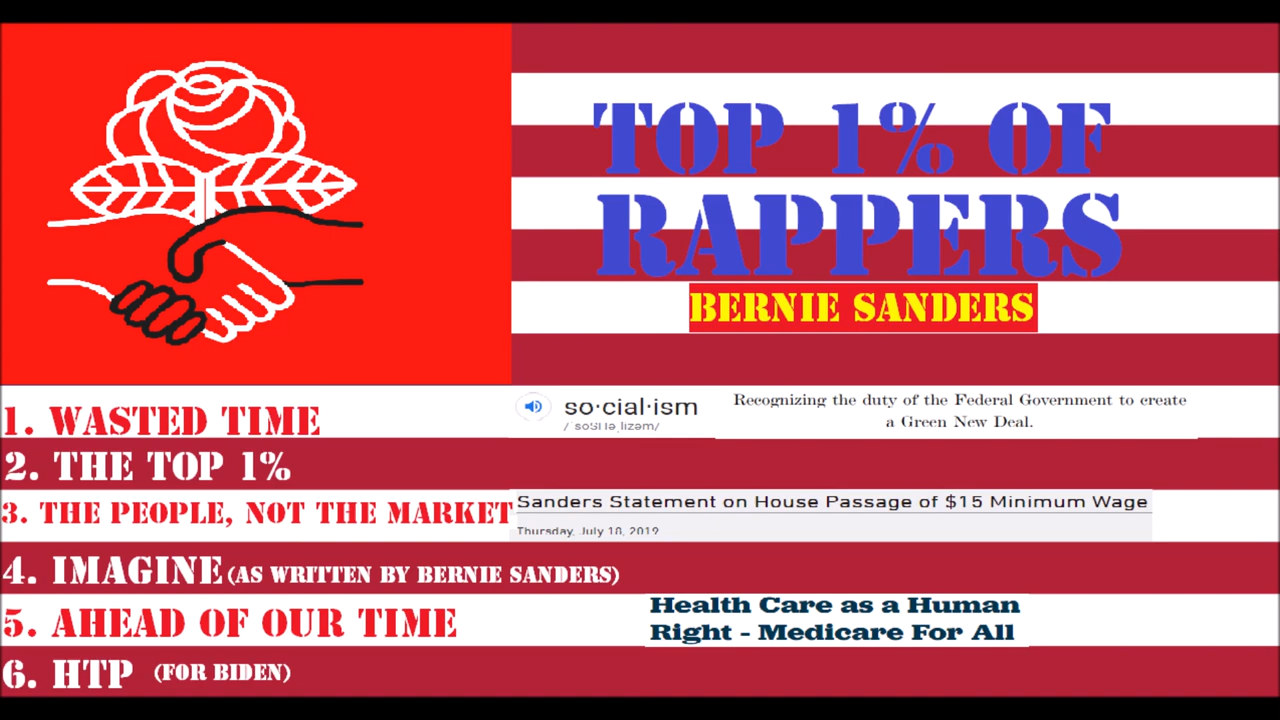 TOP 1% OF
RAPPERS
BERNIE SANDERS
1. WASTED TIME
so·cial·ism
/ˈsōSHəˌlizəm/
Recognizing the duty of the Federal Government to create
a Green New Deal.
2. THE TOP 1%
3. THE PEOPLE, NOT THE MARKET
Sanders Statement on House Passage of $15 Minimum Wage
Thursday, July 18, 2019
4. IMAGINE (AS WRITTEN BY BERNIE SANDERS)
5. AHEAD OF OUR TIME
Health Care as a Human
Right - Medicare For All
6. HTP (FOR BIDEN)